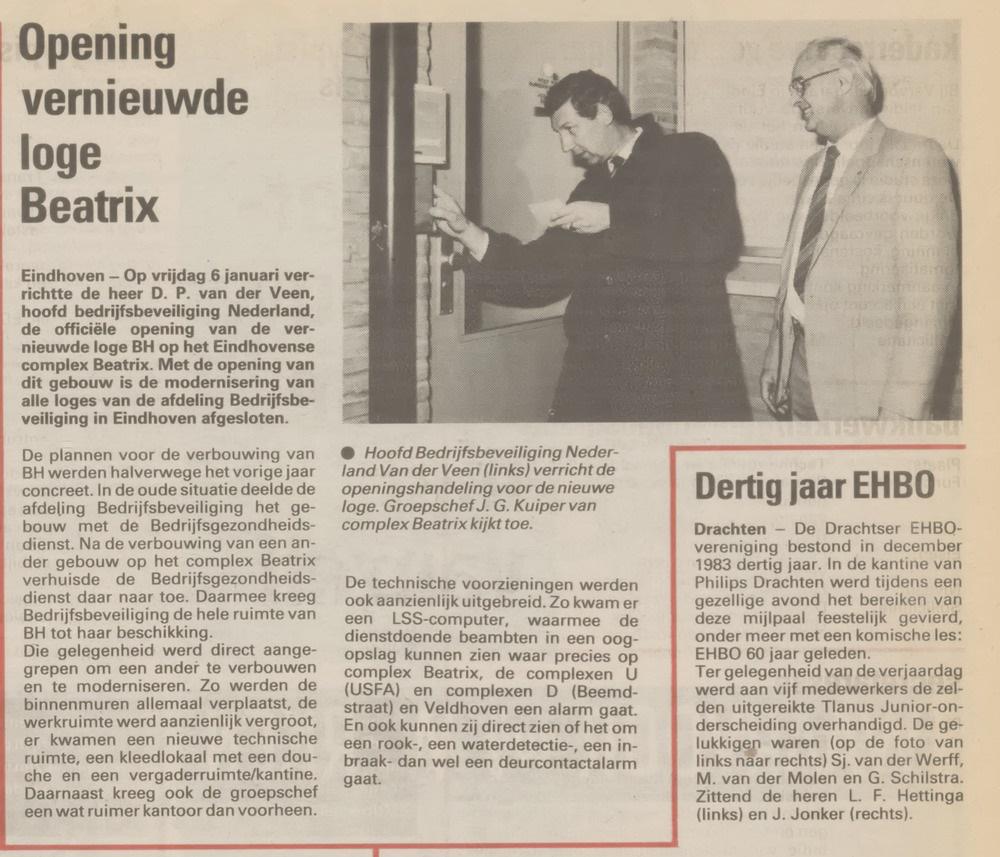 Opening
vernieuwde
loge
Beatrix
Eindhoven – Op vrijdag 6 januari ver-
richtte de heer D. P. van der Veen,
hoofd bedrijfsbeveiliging Nederland,
de officiële opening van de ver-
nieuwde loge BH op het Eindhovense
complex Beatrix. Met de opening van
dit gebouw is de modernisering van
alle loges van de afdeling Bedrijfsbe-
veiliging in Eindhoven afgesloten.
De plannen voor de verbouwing van
BH werden halverwege het vorige jaar
concreet. In de oude situatie deelde de
afdeling Bedrijfsbeveiliging het ge-
bouw met de Bedrijfsgezondheids-
dienst. Na de verbouwing van een an-
der gebouw op het complex Beatrix
verhuisde de Bedrijfsgezondheids-
dienst daar naar toe. Daarmee kreeg
Bedrijfsbeveiliging de hele ruimte van
BH tot haar beschikking.
Die gelegenheid werd direct aange-
grepen om een ander te verbouwen
en te moderniseren. Zo werden de
binnenmuren allemaal verplaatst, de
werkruimte werd aanzienlijk vergroot,
er kwamen een nieuwe technische
ruimte, een kleedlokaal met een dou-
che en een vergaderruimte/kantine.
Daarnaast kreeg ook de groepschef
een wat ruimer kantoor dan voorheen.
● Hoofd Bedrijfsbeveiliging Neder-
land Van der Veen (links) verricht de
openingshandeling voor de nieuwe
loge. Groepschef J. G. Kuiper van
complex Beatrix kijkt toe.
De technische voorzieningen werden
ook aanzienlijk uitgebreid. Zo kwam er
een LSS-computer, waarmee de
dienstdoende beambten in een oog-
opslag kunnen zien waar precies op
complex Beatrix, de complexen U
(USFA) en complexen D (Beemd-
straat) en Veldhoven een alarm gaat.
En ook kunnen zij direct zien of het om
een rook-, een waterdetectie-, een in-
braak- dan wel een deurcontactalarm
gaat.
Dertig jaar EHBO
Drachten – De Drachtser EHBO-
vereniging bestond in december
1983 dertig jaar. In de kantine van
Philips Drachten werd tijdens een
gezellige avond het bereiken van
deze mijlpaal feestelijk gevierd,
onder meer met een komische les:
EHBO 60 jaar geleden.
Ter gelegenheid van de verjaardag
werd aan vijf medewerkers de zel-
den uitgereikte Tlanus Junior-on-
derscheiding overhandigd. De ge-
lukkigen waren (op de foto van
links naar rechts) Sj. van der Werff,
M. van der Molen en G. Schilstra.
Zittend de heren L. F. Hettinga
(links) en J. Jonker (rechts).